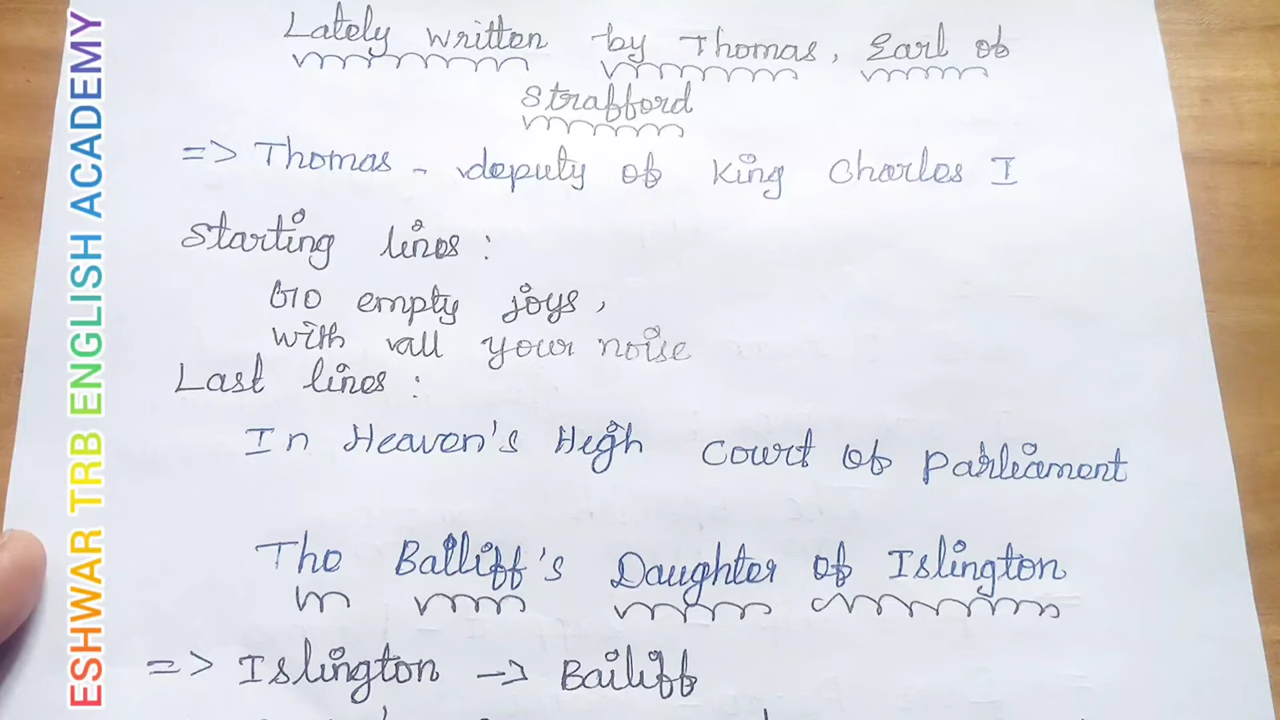 ESHWAR TRB ENGLISH ACADEMY
Lately written by Thomas, Earl of
Strafford
=> Thomas - deputy of King Charles I
Starting lines :
Go empty joys,
with all your noise
Last lines :
In Heaven's High Court of Parliament
The Bailiff's Daughter of Islington
=> Islington -> Bailiff